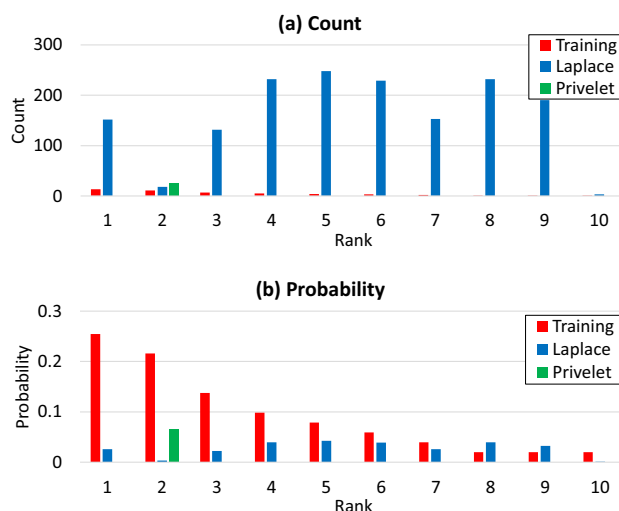 (a) Count
300
200
100
0
Count
Training
Laplace
Privelet
1 2 3 4 5 6 7 8 9 10
Rank
(b) Probability
0.3
0.2
0.1
0
Probability
Training
Laplace
Privelet
1 2 3 4 5 6 7 8 9 10
Rank